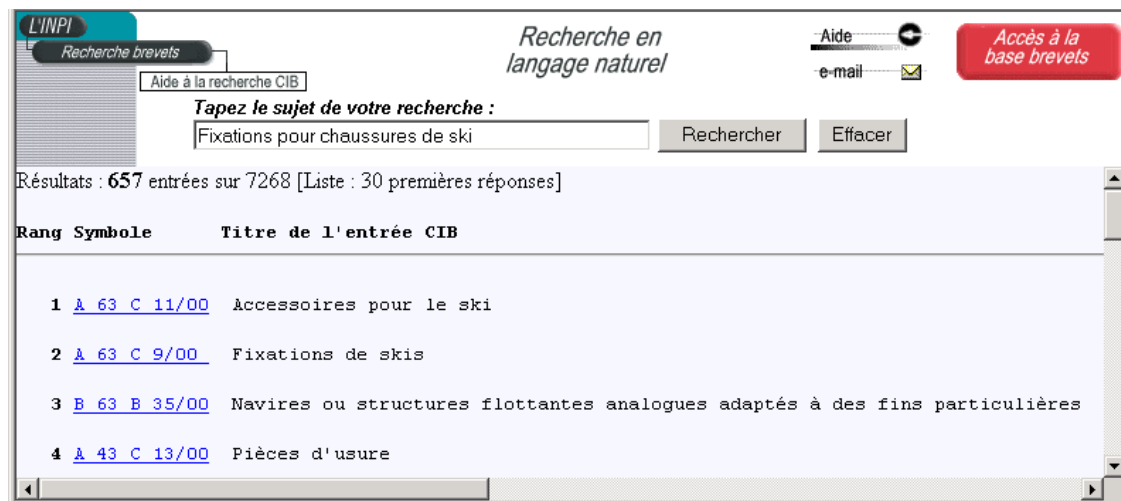 L'INPI
Recherche brevets
Aide à la recherche CIB
Recherche en
langage naturel
Aide
e-mail
Accès à la
base brevets
Tapez le sujet de votre recherche :
Fixations pour chaussures de ski
Rechercher
Effacer
Résultats : 657 entrées sur 7268 [Liste : 30 premières réponses]
Rang Symbole Titre de l'entrée CIB
1 A 63 C 11/00 Accessoires pour le ski
2 A 63 C 9/00 Fixations de skis
3 B 63 B 35/00 Navires ou structures flottantes analogues adaptés à des fins particulières
4 A 43 C 13/00 Pièces d'usure